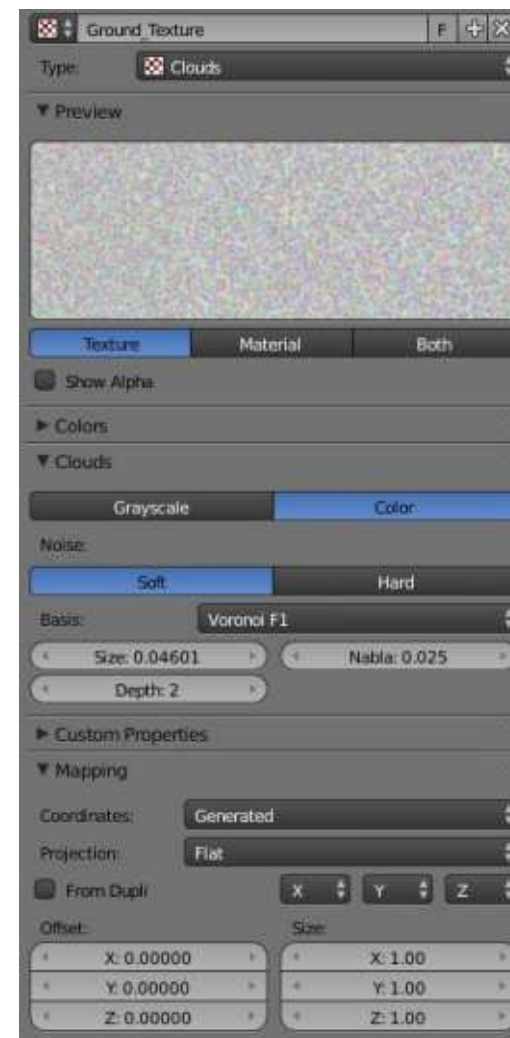 Ground_Texture F
Type: Clouds
Preview
Texture Material Both
Show Alpha
Colors
Clouds
Grayscale Color
Noise:
Soft Hard
Basis: Voronoi F1
Size: 0.04601 Nabla: 0.025
Depth: 2
Custom Properties
Mapping
Coordinates: Generated
Projection: Flat
From Dupli X Y Z
Offset: Size:
X: 0.00000 X: 1.00
Y: 0.00000 Y: 1.00
Z: 0.00000 Z: 1.00